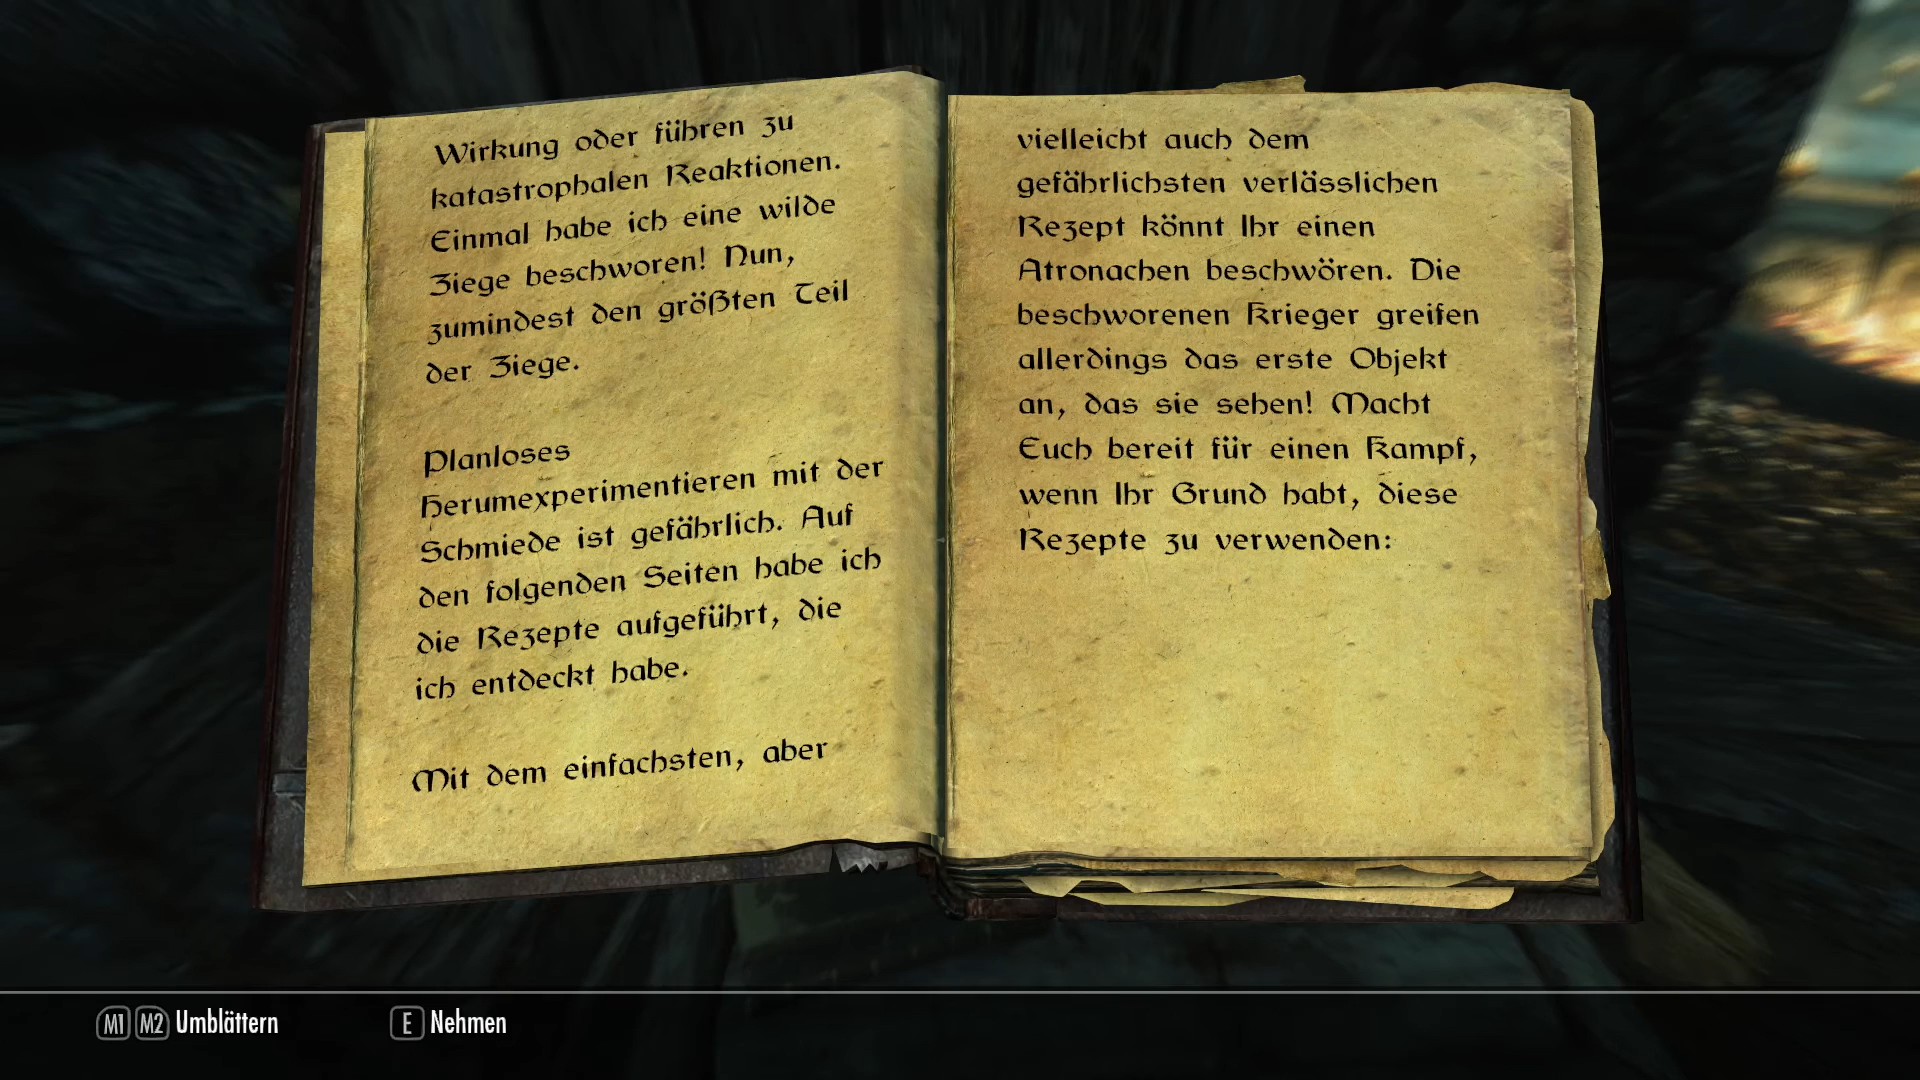 Wirkung oder führen zu
katastrophalen Reaktionen.
Einmal habe ich eine wilde
Ziege beschworen! Nun,
zumindest den größten Teil
der Ziege.
Planloses
Herumexperimentieren mit der
Schmiede ist gefährlich. Auf
den folgenden Seiten habe ich
die Rezepte aufgeführt, die
ich entdeckt habe.
Mit dem einfachsten, aber
vielleicht auch dem
gefährlichsten verlässlichen
Rezept könnt Ihr einen
Atronachen beschwören. Die
beschworenen Krieger greifen
allerdings das erste Objekt
an, das sie sehen! Macht
Euch bereit für einen Kampf,
wenn Ihr Grund habt, diese
Rezepte zu verwenden:
M1 M2 Umblättern E Nehmen